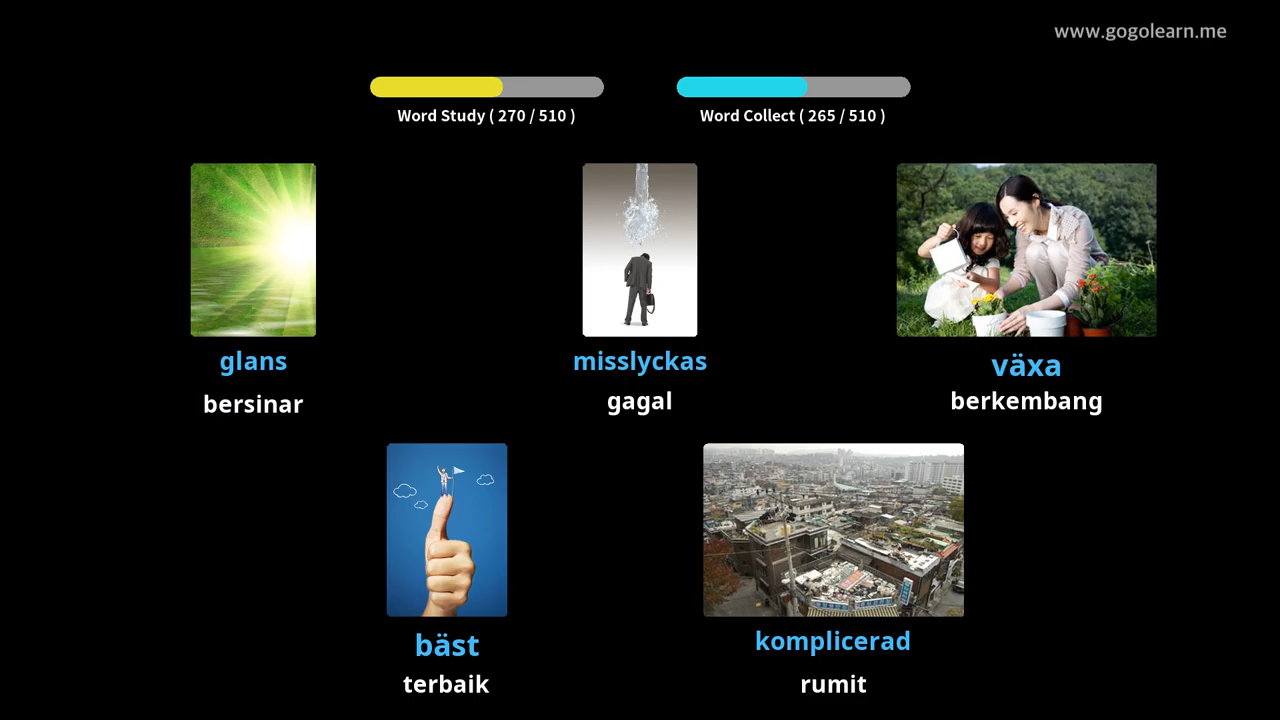 www.gogolearn.me
Word Study ( 270 / 510 )
Word Collect ( 265 / 510 )
glans
bersinar
misslyckas
gagal
växa
berkembang
bäst
terbaik
komplicerad
rumit